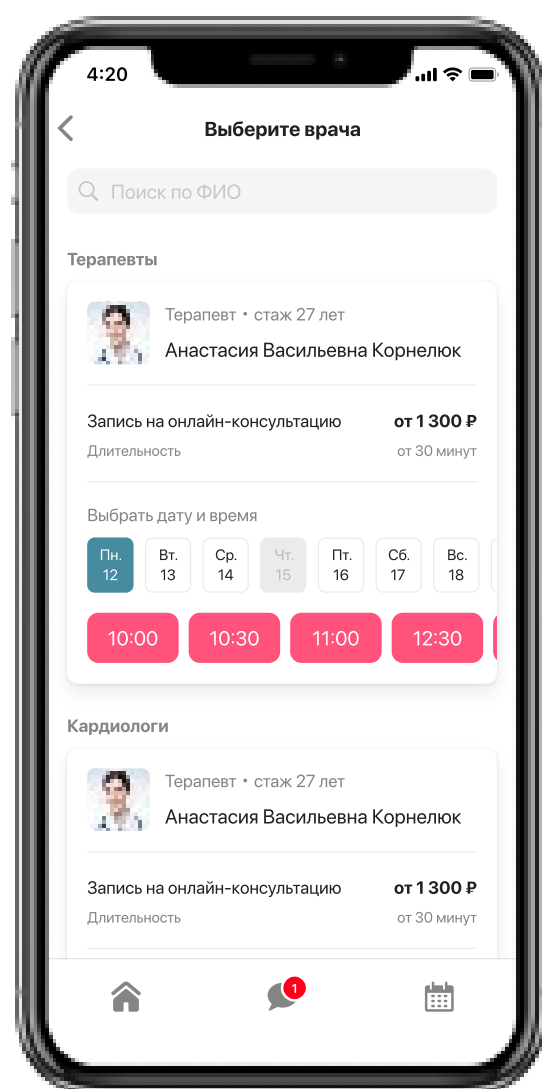 4:20
Выберите врача
Поиск по ФИО
Терапевты
Терапевт • стаж 27 лет
Анастасия Васильевна Корнелюк
Запись на онлайн-консультацию от 1 300 ₽
Длительность от 30 минут
Выбрать дату и время
Пн. Вт. Ср. Чт. Пт. Сб. Вс.
12 13 14 15 16 17 18
10:00 10:30 11:00 12:30
Кардиологи
Терапевт • стаж 27 лет
Анастасия Васильевна Корнелюк
Запись на онлайн-консультацию от 1 300 ₽
Длительность от 30 минут
1